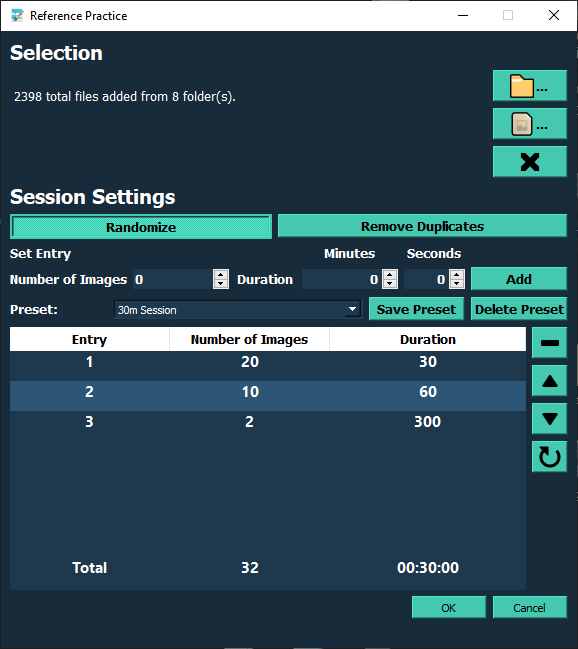 Reference Practice
Selection
2398 total files added from 8 folder(s).
...
...
Session Settings
Randomize Remove Duplicates
Set Entry Minutes Seconds
Number of Images 0 Duration 0 0 Add
Preset: 30m Session Save Preset Delete Preset
Entry Number of Images Duration
1 20 30
2 10 60
3 2 300
Total 32 00:30:00
OK Cancel